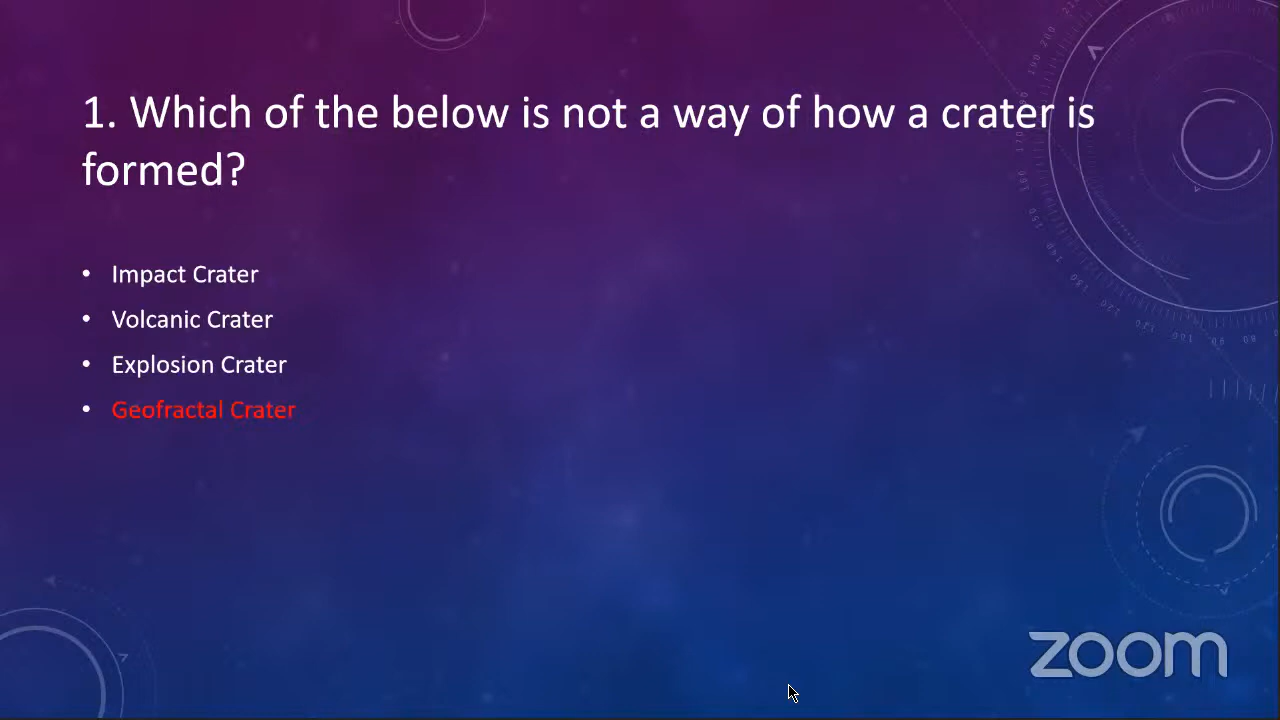 1. Which of the below is not a way of how a crater is
formed?
• Impact Crater
• Volcanic Crater
• Explosion Crater
• Geofractal Crater
zoom